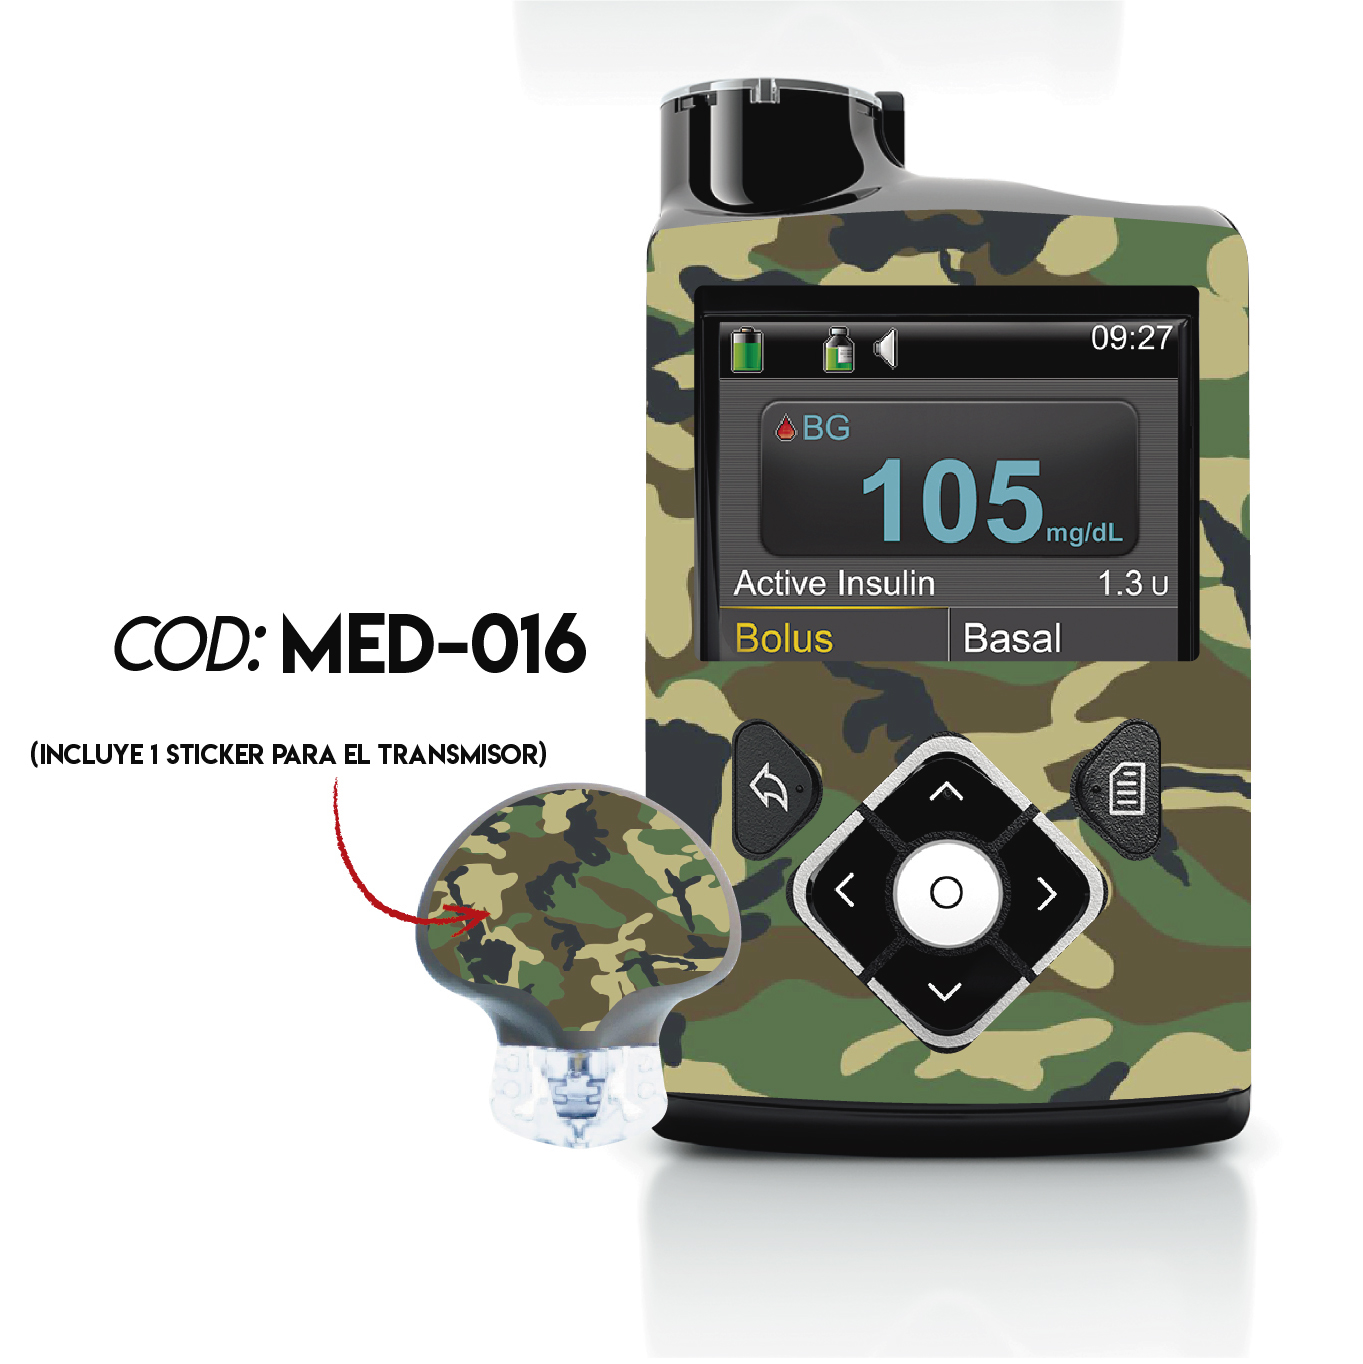 09:27
BG
105 mg/dL
Active Insulin 1.3 U
Bolus Basal
COD: MED-016
(INCLUYE 1 STICKER PARA EL TRANSMISOR)